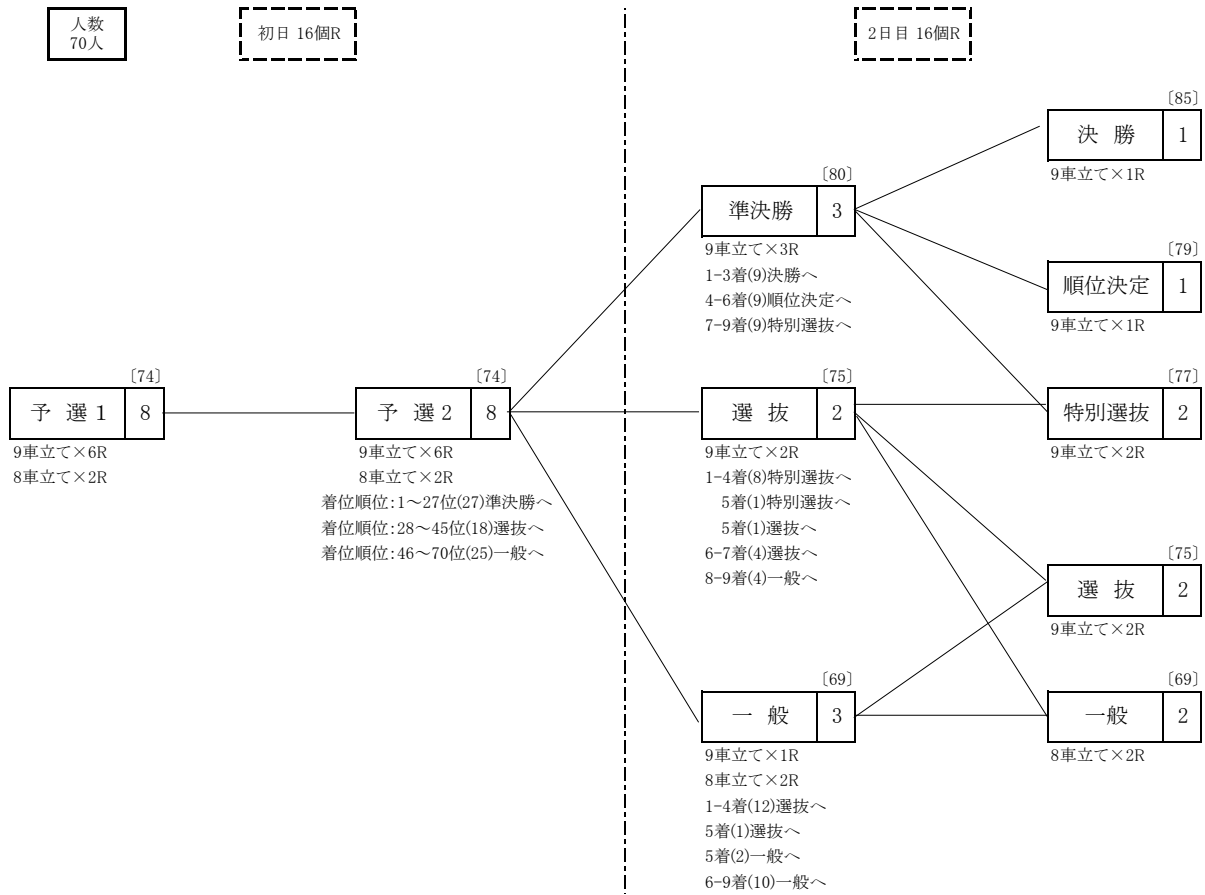 人数
70人
初日 16個R
2日目 16個R
〔74〕
予 選1 8
9車立て×6R
8車立て×2R
〔74〕
予 選2 8
9車立て×6R
8車立て×2R
着位順位:1～27位(27)準決勝へ
着位順位:28～45位(18)選抜へ
着位順位:46～70位(25)一般へ
〔80〕
準決勝 3
9車立て×3R
1-3着(9)決勝へ
4-6着(9)順位決定へ
7-9着(9)特別選抜へ
〔75〕
選 抜 2
9車立て×2R
1-4着(8)特別選抜へ
5着(1)特別選抜へ
5着(1)選抜へ
6-7着(4)選抜へ
8-9着(4)一般へ
〔69〕
一 般 3
9車立て×1R
8車立て×2R
1-4着(12)選抜へ
5着(1)選抜へ
5着(2)一般へ
6-9着(10)一般へ
〔85〕
決 勝 1
9車立て×1R
〔79〕
順位決定 1
9車立て×1R
〔77〕
特別選抜 2
9車立て×2R
〔75〕
選 抜 2
9車立て×2R
〔69〕
一般 2
8車立て×2R